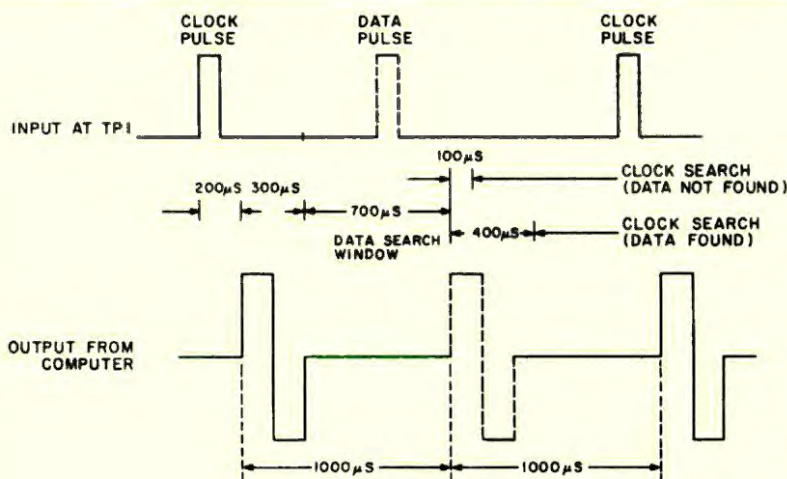 CLOCK
PULSE
DATA
PULSE
CLOCK
PULSE
INPUT AT TP1
100µS
CLOCK SEARCH
(DATA NOT FOUND)
200µS 300µS
700µS
DATA SEARCH
WINDOW
400µS
CLOCK SEARCH
(DATA FOUND)
OUTPUT FROM
COMPUTER
1000µS
1000µS